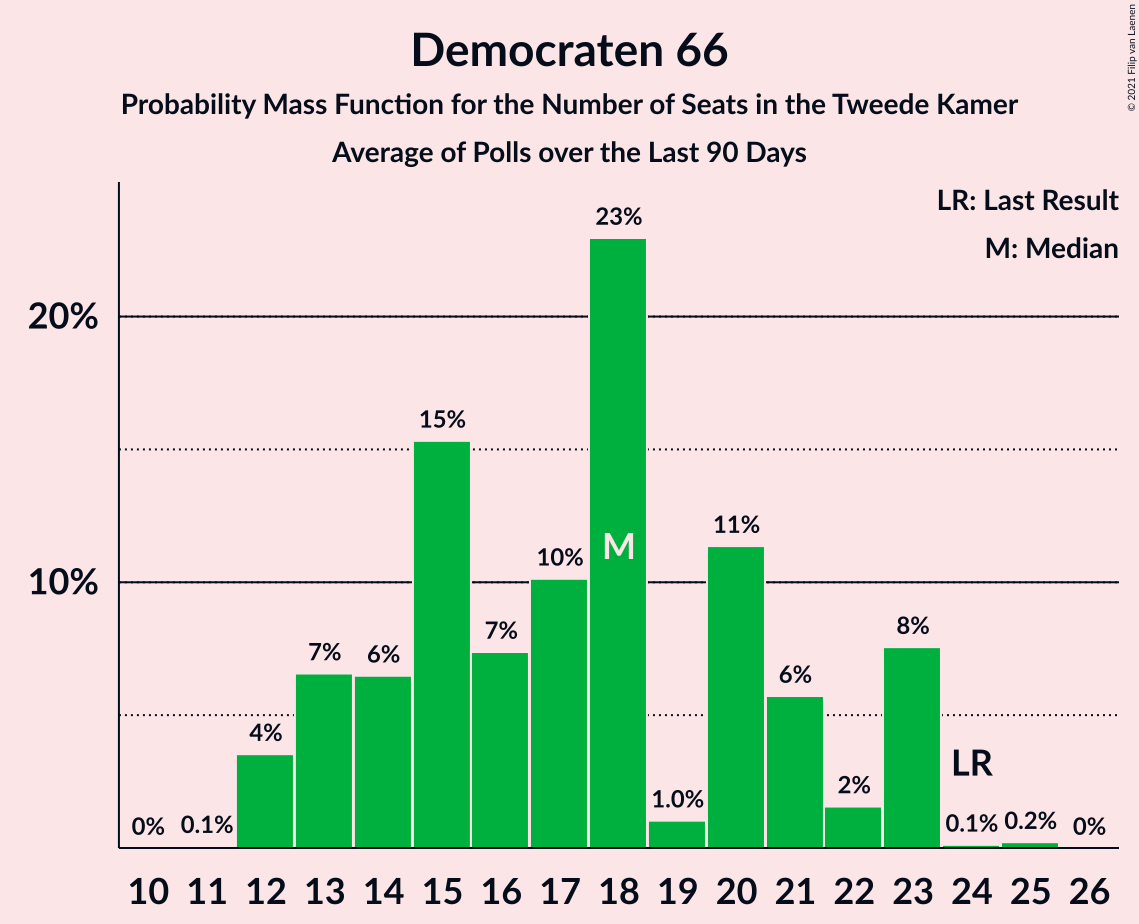 Democraten 66
Probability Mass Function for the Number of Seats in the Tweede Kamer
Average of Polls over the Last 90 Days
© 2021 Filip van Laenen
LR: Last Result
M: Median
20%
10%
0%
0.1%
4%
7%
6%
15%
7%
10%
23%
M
1.0%
11%
6%
2%
8%
LR
0.1%
0.2%
0%
10 11 12 13 14 15 16 17 18 19 20 21 22 23 24 25 26